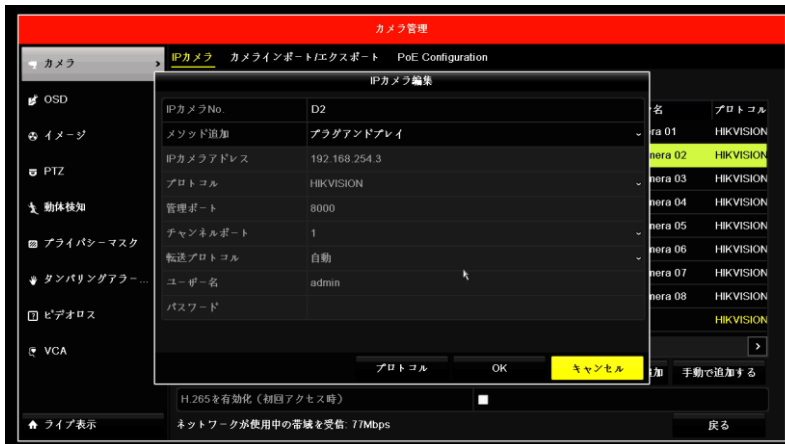 カメラ管理
カメラ
IPカメラ カメラインポート/エクスポート PoE Configuration
IPカメラ編集
OSD
イメージ
PTZ
動体検知
プライバシーマスク
タンパリングアラー...
ビデオロス
VCA
ライブ表示
IPカメラNo. D2
メソッド追加 プラグアンドプレイ
IPカメラアドレス 192.168.254.3
プロトコル HIKVISION
管理ポート 8000
チャンネルポート 1
転送プロトコル 自動
ユーザー名 admin
パスワード
プロトコル OK キャンセル
名 プロトコル
era 01 HIKVISION
mera 02 HIKVISION
mera 03 HIKVISION
mera 04 HIKVISION
mera 05 HIKVISION
mera 06 HIKVISION
mera 07 HIKVISION
mera 08 HIKVISION
HIKVISION
追加 手動で追加する
H.265を有効化（初回アクセス時）
ネットワークが使用中の帯域を受信: 77Mbps
戻る